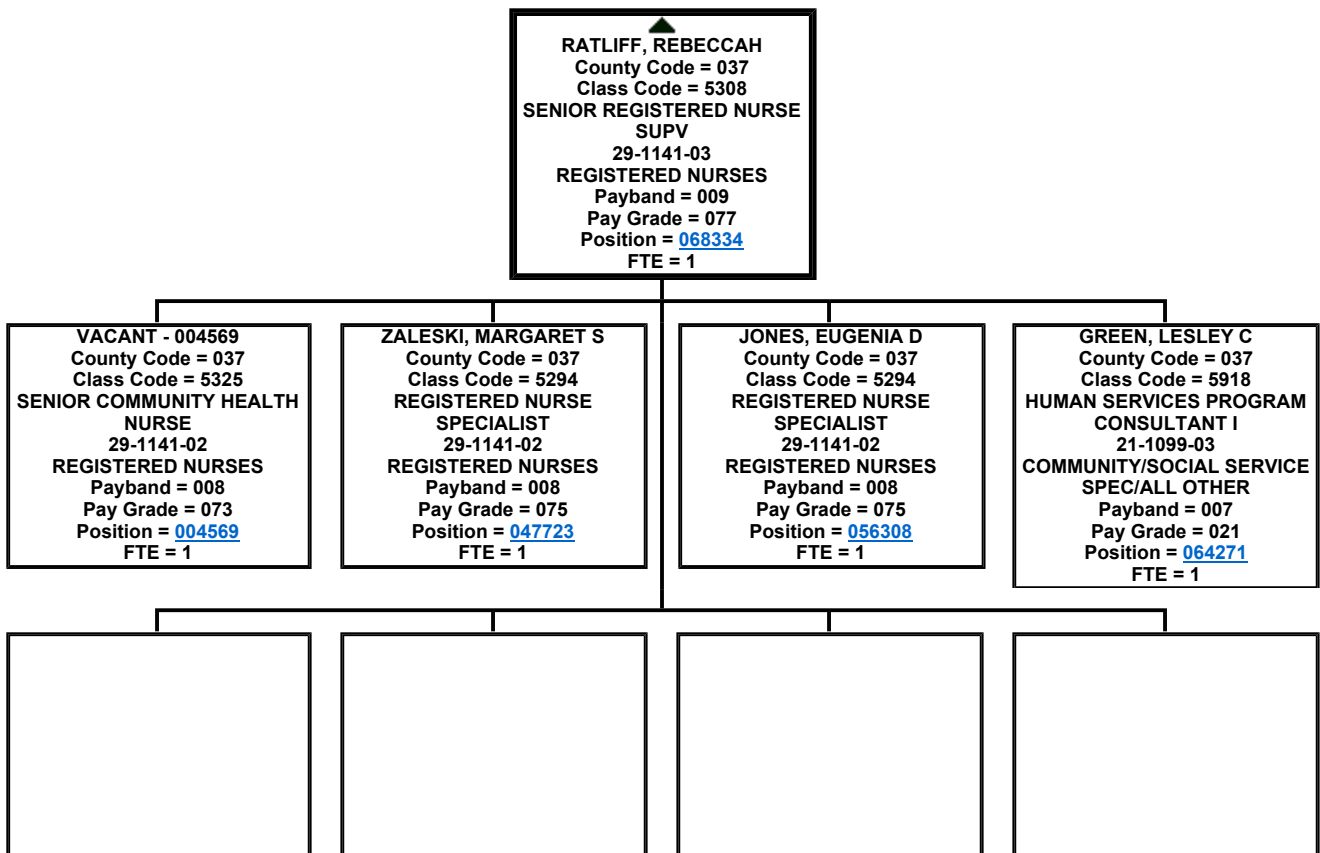 RATLIFF, REBECCAH
County Code = 037
Class Code = 5308
SENIOR REGISTERED NURSE
SUPV
29-1141-03
REGISTERED NURSES
Payband = 009
Pay Grade = 077
Position = 068334
FTE = 1
VACANT - 004569
County Code = 037
Class Code = 5325
SENIOR COMMUNITY HEALTH
NURSE
29-1141-02
REGISTERED NURSES
Payband = 008
Pay Grade = 073
Position = 004569
FTE = 1
ZALESKI, MARGARET S
County Code = 037
Class Code = 5294
REGISTERED NURSE
SPECIALIST
29-1141-02
REGISTERED NURSES
Payband = 008
Pay Grade = 075
Position = 047723
FTE = 1
JONES, EUGENIA D
County Code = 037
Class Code = 5294
REGISTERED NURSE
SPECIALIST
29-1141-02
REGISTERED NURSES
Payband = 008
Pay Grade = 075
Position = 056308
FTE = 1
GREEN, LESLEY C
County Code = 037
Class Code = 5918
HUMAN SERVICES PROGRAM
CONSULTANT I
21-1099-03
COMMUNITY/SOCIAL SERVICE
SPEC/ALL OTHER
Payband = 007
Pay Grade = 021
Position = 064271
FTE = 1